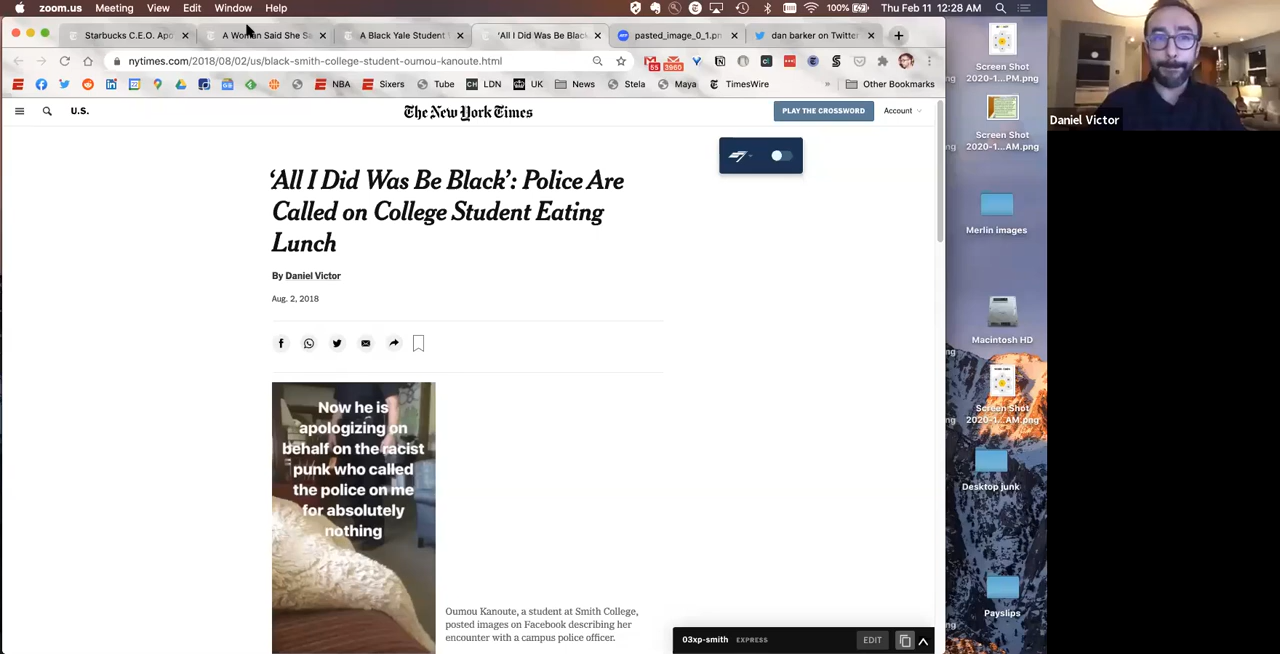 zoom.us Meeting View Edit Window Help
100% Thu Feb 11 12:28 AM
Starbucks C.E.O. Apo
A Woman Said She Sa
A Black Yale Student
'All I Did Was Be Black
pasted_image_0_1.pn
dan barker on Twitter
nytimes.com/2018/08/02/us/black-smith-college-student-oumou-kanoute.html
55 3960
NBA Sixers Tube LDN UK News Stela Maya TimesWire » Other Bookmarks
U.S.
The New York Times
PLAY THE CROSSWORD
Account
'All I Did Was Be Black': Police Are
Called on College Student Eating
Lunch
By Daniel Victor
Aug. 2, 2018
Now he is
apologizing on
behalf on the racist
punk who called
the police on me
for absolutely
nothing
Oumou Kanoute, a student at Smith College,
posted images on Facebook describing her
encounter with a campus police officer.
03xp-smith EXPRESS EDIT
Screen Shot
2020-1...PM.png
Screen Shot
2020-1...AM.png
Merlin images
Macintosh HD
Screen Shot
2020-1...AM.png
Desktop junk
Payslips
Daniel Victor